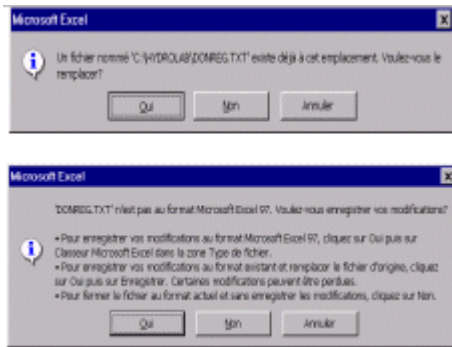 Microsoft Excel
Un fichier nommé 'C:\HYDROLAB\DONREG.TXT' existe déjà à cet emplacement. Voulez-vous le
remplacer?
Oui Non Annuler
Microsoft Excel
'DONREG.TXT' n'est pas au format Microsoft Excel 97. Voulez-vous enregistrer vos modifications?
• Pour enregistrer vos modifications au format Microsoft Excel 97, cliquez sur Oui puis sur
Classeur Microsoft Excel dans la zone Type de fichier.
• Pour enregistrer vos modifications au format existant et remplacer le fichier d'origine, cliquez
sur Oui puis sur Enregistrer. Certaines modifications peuvent être perdues.
• Pour fermer le fichier au format actuel et sans enregistrer les modifications, cliquez sur Non.
Oui Non Annuler